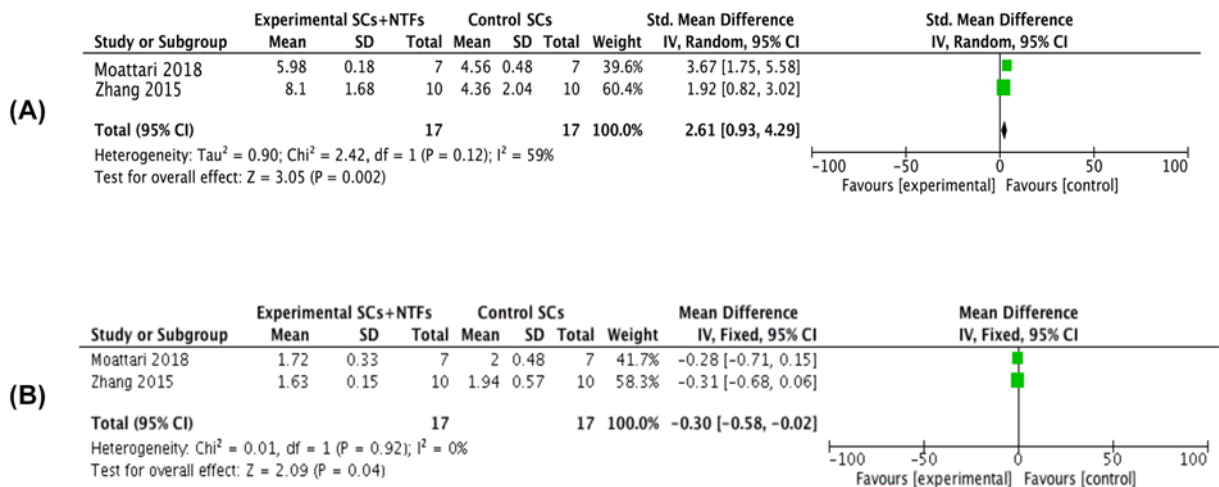 Experimental SCs+NTFs Control SCs Std. Mean Difference Std. Mean Difference
Study or Subgroup Mean SD Total Mean SD Total Weight IV, Random, 95% CI IV, Random, 95% CI
Moattari 2018 5.98 0.18 7 4.56 0.48 7 39.6% 3.67 [1.75, 5.58]
Zhang 2015 8.1 1.68 10 4.36 2.04 10 60.4% 1.92 [0.82, 3.02]
(A)
Total (95% CI) 17 17 100.0% 2.61 [0.93, 4.29]
Heterogeneity: Tau² = 0.90; Chi² = 2.42, df = 1 (P = 0.12); I² = 59%
Test for overall effect: Z = 3.05 (P = 0.002)
-100 -50 0 50 100
Favours [experimental] Favours [control]
Experimental SCs+NTFs Control SCs Mean Difference Mean Difference
Study or Subgroup Mean SD Total Mean SD Total Weight IV, Fixed, 95% CI IV, Fixed, 95% CI
Moattari 2018 1.72 0.33 7 2 0.48 7 41.7% -0.28 [-0.71, 0.15]
Zhang 2015 1.63 0.15 10 1.94 0.57 10 58.3% -0.31 [-0.68, 0.06]
(B)
Total (95% CI) 17 17 100.0% -0.30 [-0.58, -0.02]
Heterogeneity: Chi² = 0.01, df = 1 (P = 0.92); I² = 0%
Test for overall effect: Z = 2.09 (P = 0.04)
-100 -50 0 50 100
Favours [experimental] Favours [control]